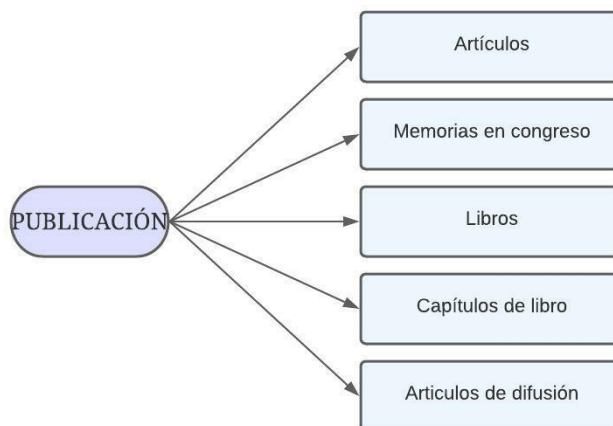 Artículos
Memorias en congreso
PUBLICACIÓN
Libros
Capítulos de libro
Articulos de difusión